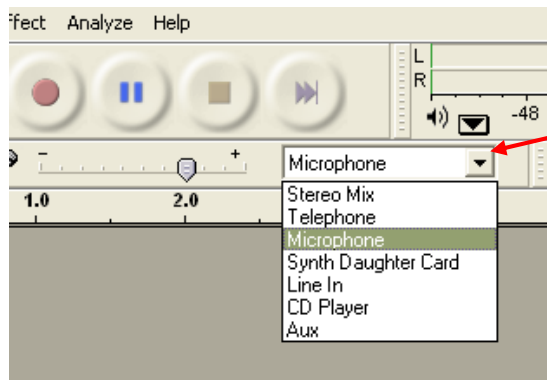 ffect Analyze Help
L
R
-48
- +
Microphone
1.0 2.0
Stereo Mix
Telephone
Microphone
Synth Daughter Card
Line In
CD Player
Aux